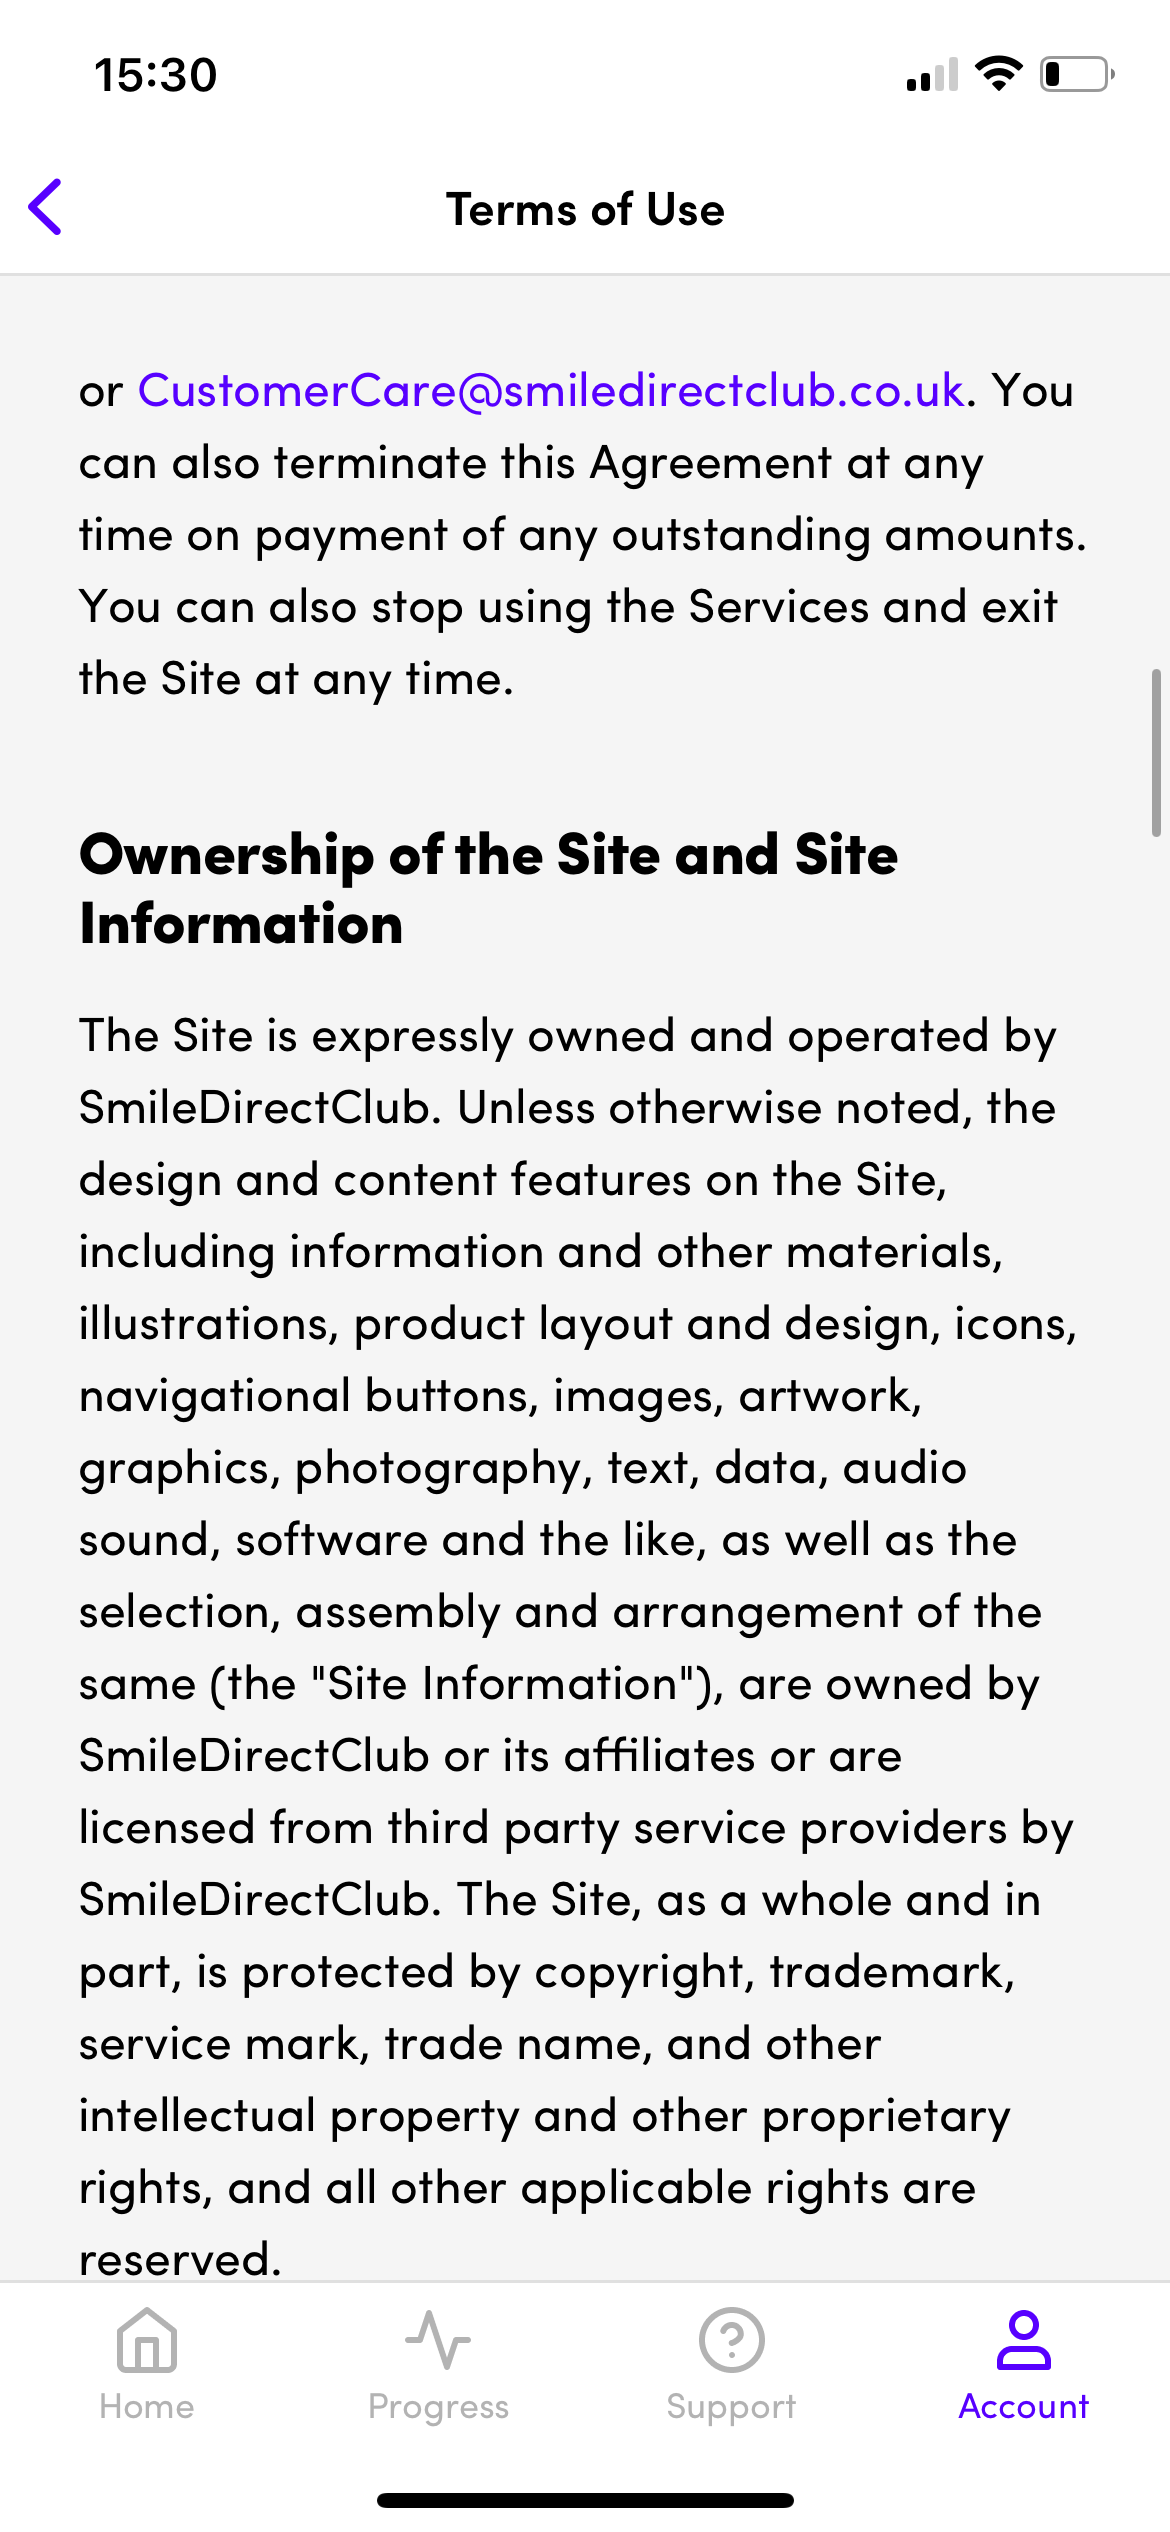 15:30
Terms of Use
or CustomerCare@smiledirectclub.co.uk. You
can also terminate this Agreement at any
time on payment of any outstanding amounts.
You can also stop using the Services and exit
the Site at any time.
Ownership of the Site and Site
Information
The Site is expressly owned and operated by
SmileDirectClub. Unless otherwise noted, the
design and content features on the Site,
including information and other materials,
illustrations, product layout and design, icons,
navigational buttons, images, artwork,
graphics, photography, text, data, audio
sound, software and the like, as well as the
selection, assembly and arrangement of the
same (the "Site Information"), are owned by
SmileDirectClub or its affiliates or are
licensed from third party service providers by
SmileDirectClub. The Site, as a whole and in
part, is protected by copyright, trademark,
service mark, trade name, and other
intellectual property and other proprietary
rights, and all other applicable rights are
reserved.
Home Progress Support Account